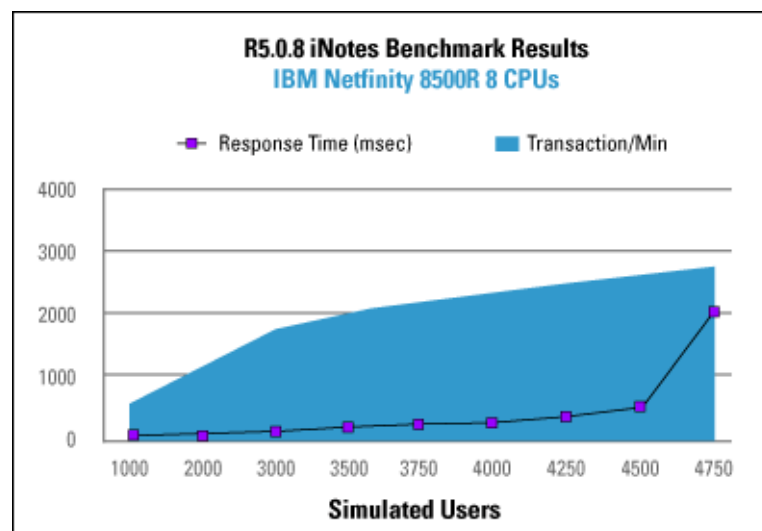 R5.0.8 iNotes Benchmark Results
IBM Netfinity 8500R 8 CPUs
Response Time (msec) Transaction/Min
4000
3000
2000
1000
0
1000 2000 3000 3500 3750 4000 4250 4500 4750
Simulated Users